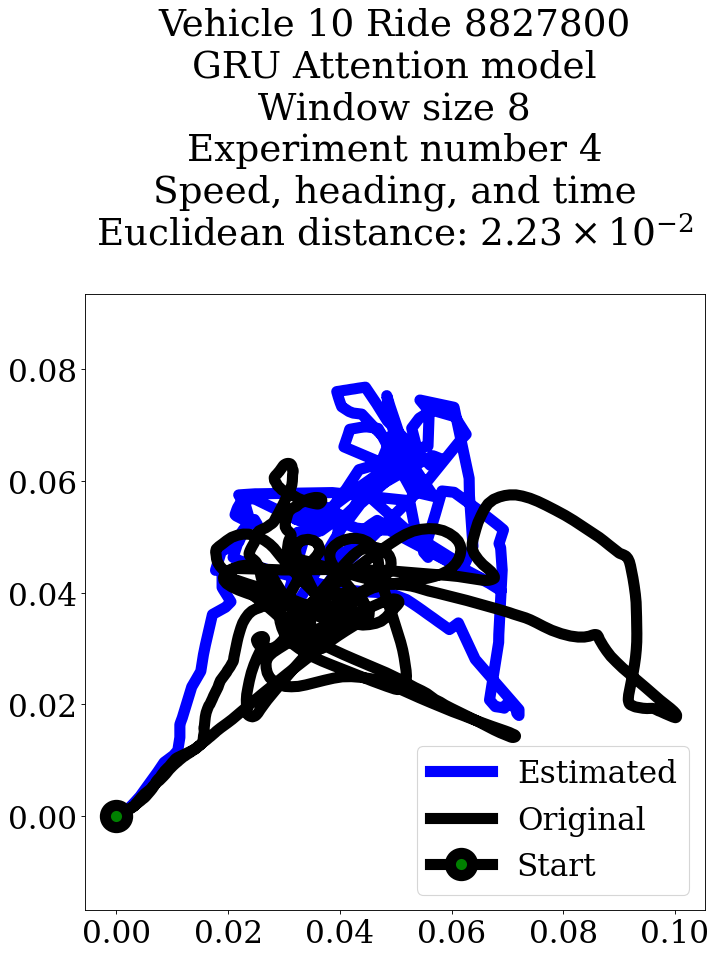 Vehicle 10 Ride 8827800
GRU Attention model
Window size 8
Experiment number 4
Speed, heading, and time
Euclidean distance: 2.23 × 10⁻²
0.08
0.06
0.04
0.02
0.00
Estimated
Original
Start
0.00 0.02 0.04 0.06 0.08 0.10